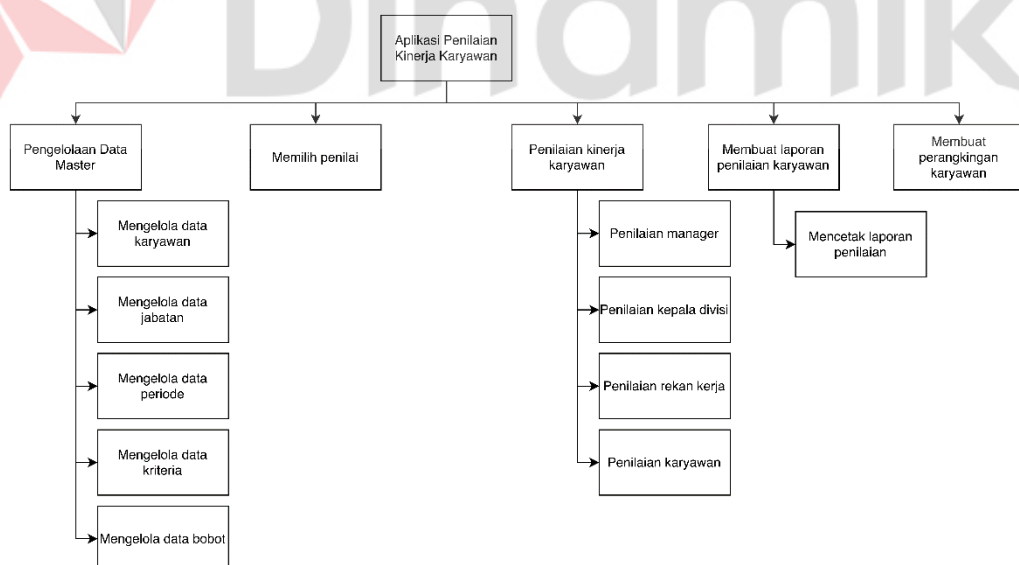 Dinamik
Aplikasi Penilaian
Kinerja Karyawan
Pengelolaan Data
Master
Memilih penilai
Penilaian kinerja
karyawan
Membuat laporan
penilaian karyawan
Membuat
perangkingan
karyawan
Mengelola data
karyawan
Mengelola data
jabatan
Mengelola data
periode
Mengelola data
kriteria
Mengelola data bobot
Penilaian manager
Penilaian kepala divisi
Penilaian rekan kerja
Penilaian karyawan
Mencetak laporan
penilaian